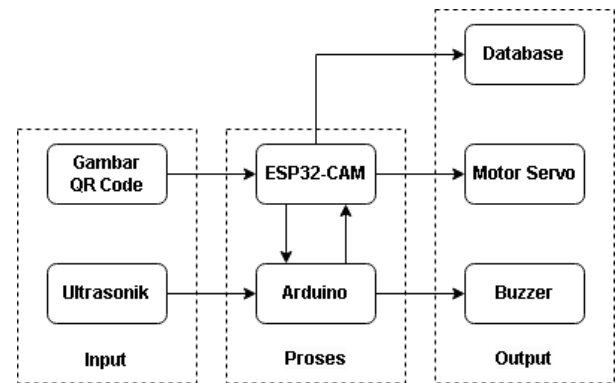 Database
Gambar
QR Code
ESP32-CAM
Motor Servo
Ultrasonik
Arduino
Buzzer
Input
Proses
Output